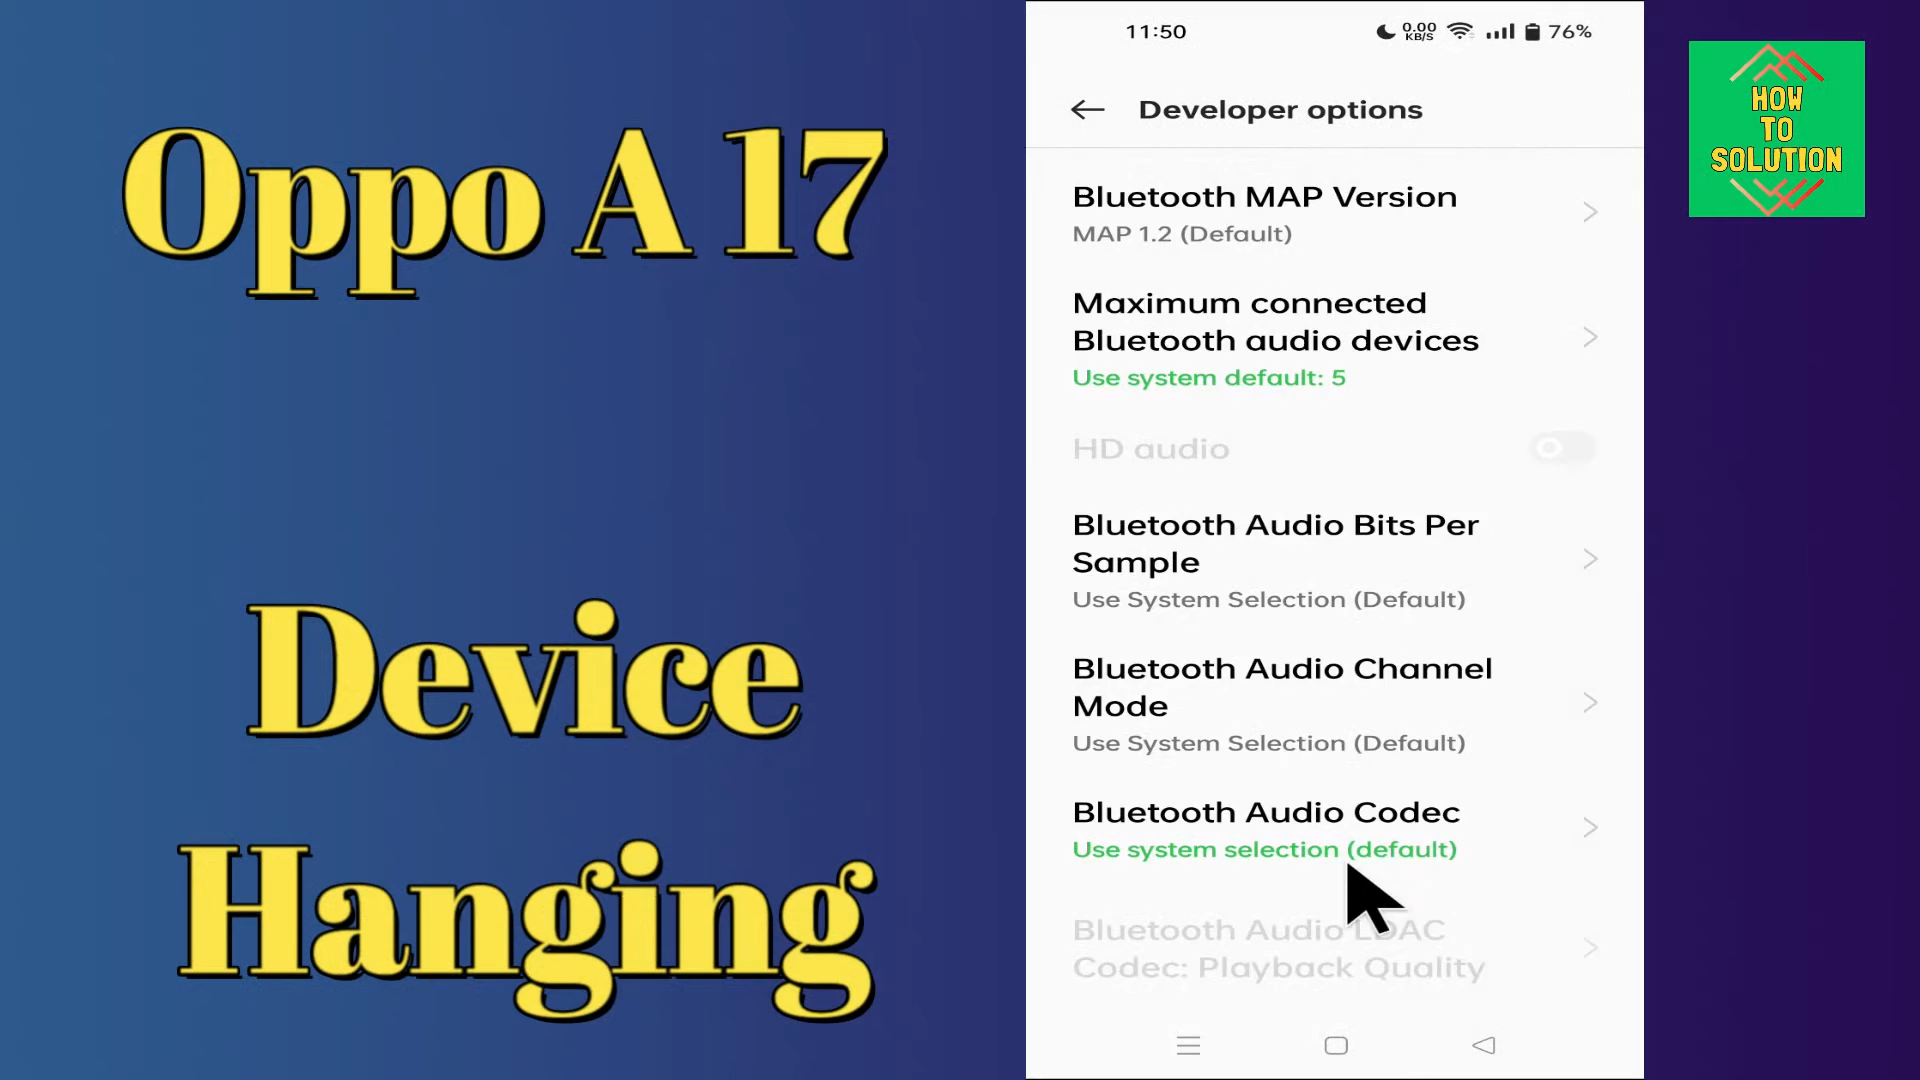 Oppo A 17
Device
Hanging
11:50
0.00
KB/S
76%
Developer options
Bluetooth MAP Version
MAP 1.2 (Default)
Maximum connected
Bluetooth audio devices
Use system default: 5
HD audio
Bluetooth Audio Bits Per
Sample
Use System Selection (Default)
Bluetooth Audio Channel
Mode
Use System Selection (Default)
Bluetooth Audio Codec
Use system selection (default)
Bluetooth Audio LDAC
Codec: Playback Quality
HOW
TO
SOLUTION